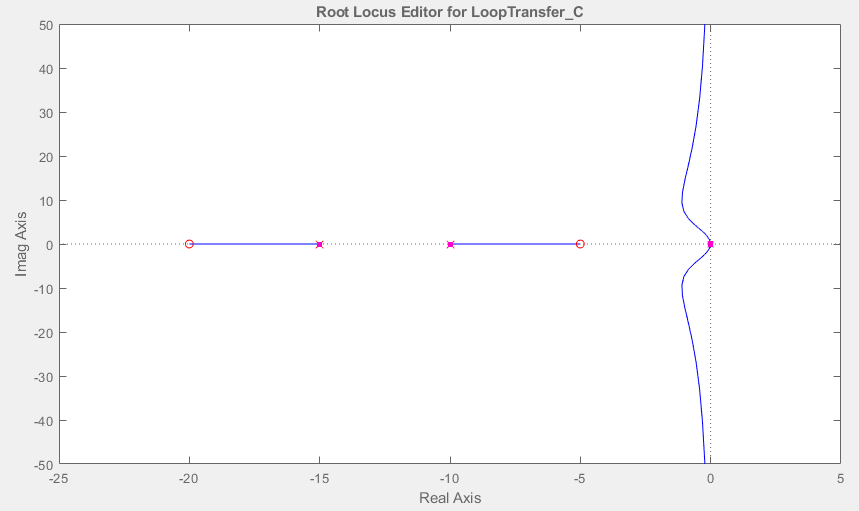 Root Locus Editor for LoopTransfer_C
50
40
30
20
10
0
-10
-20
-30
-40
-50
Imag Axis
-25 -20 -15 -10 -5 0 5
Real Axis